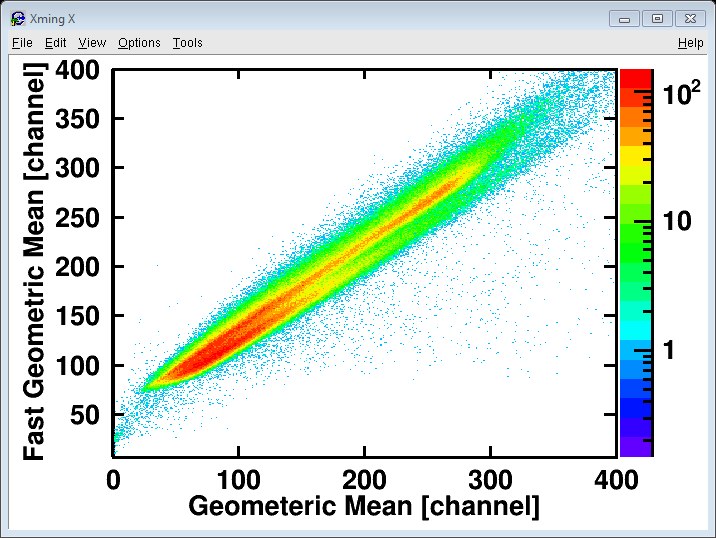 Xming X
File Edit View Options Tools Help
Fast Geometric Mean [channel]
400
350
300
250
200
150
100
50
0 100 200 300 400
Geometeric Mean [channel]
10²
10
1